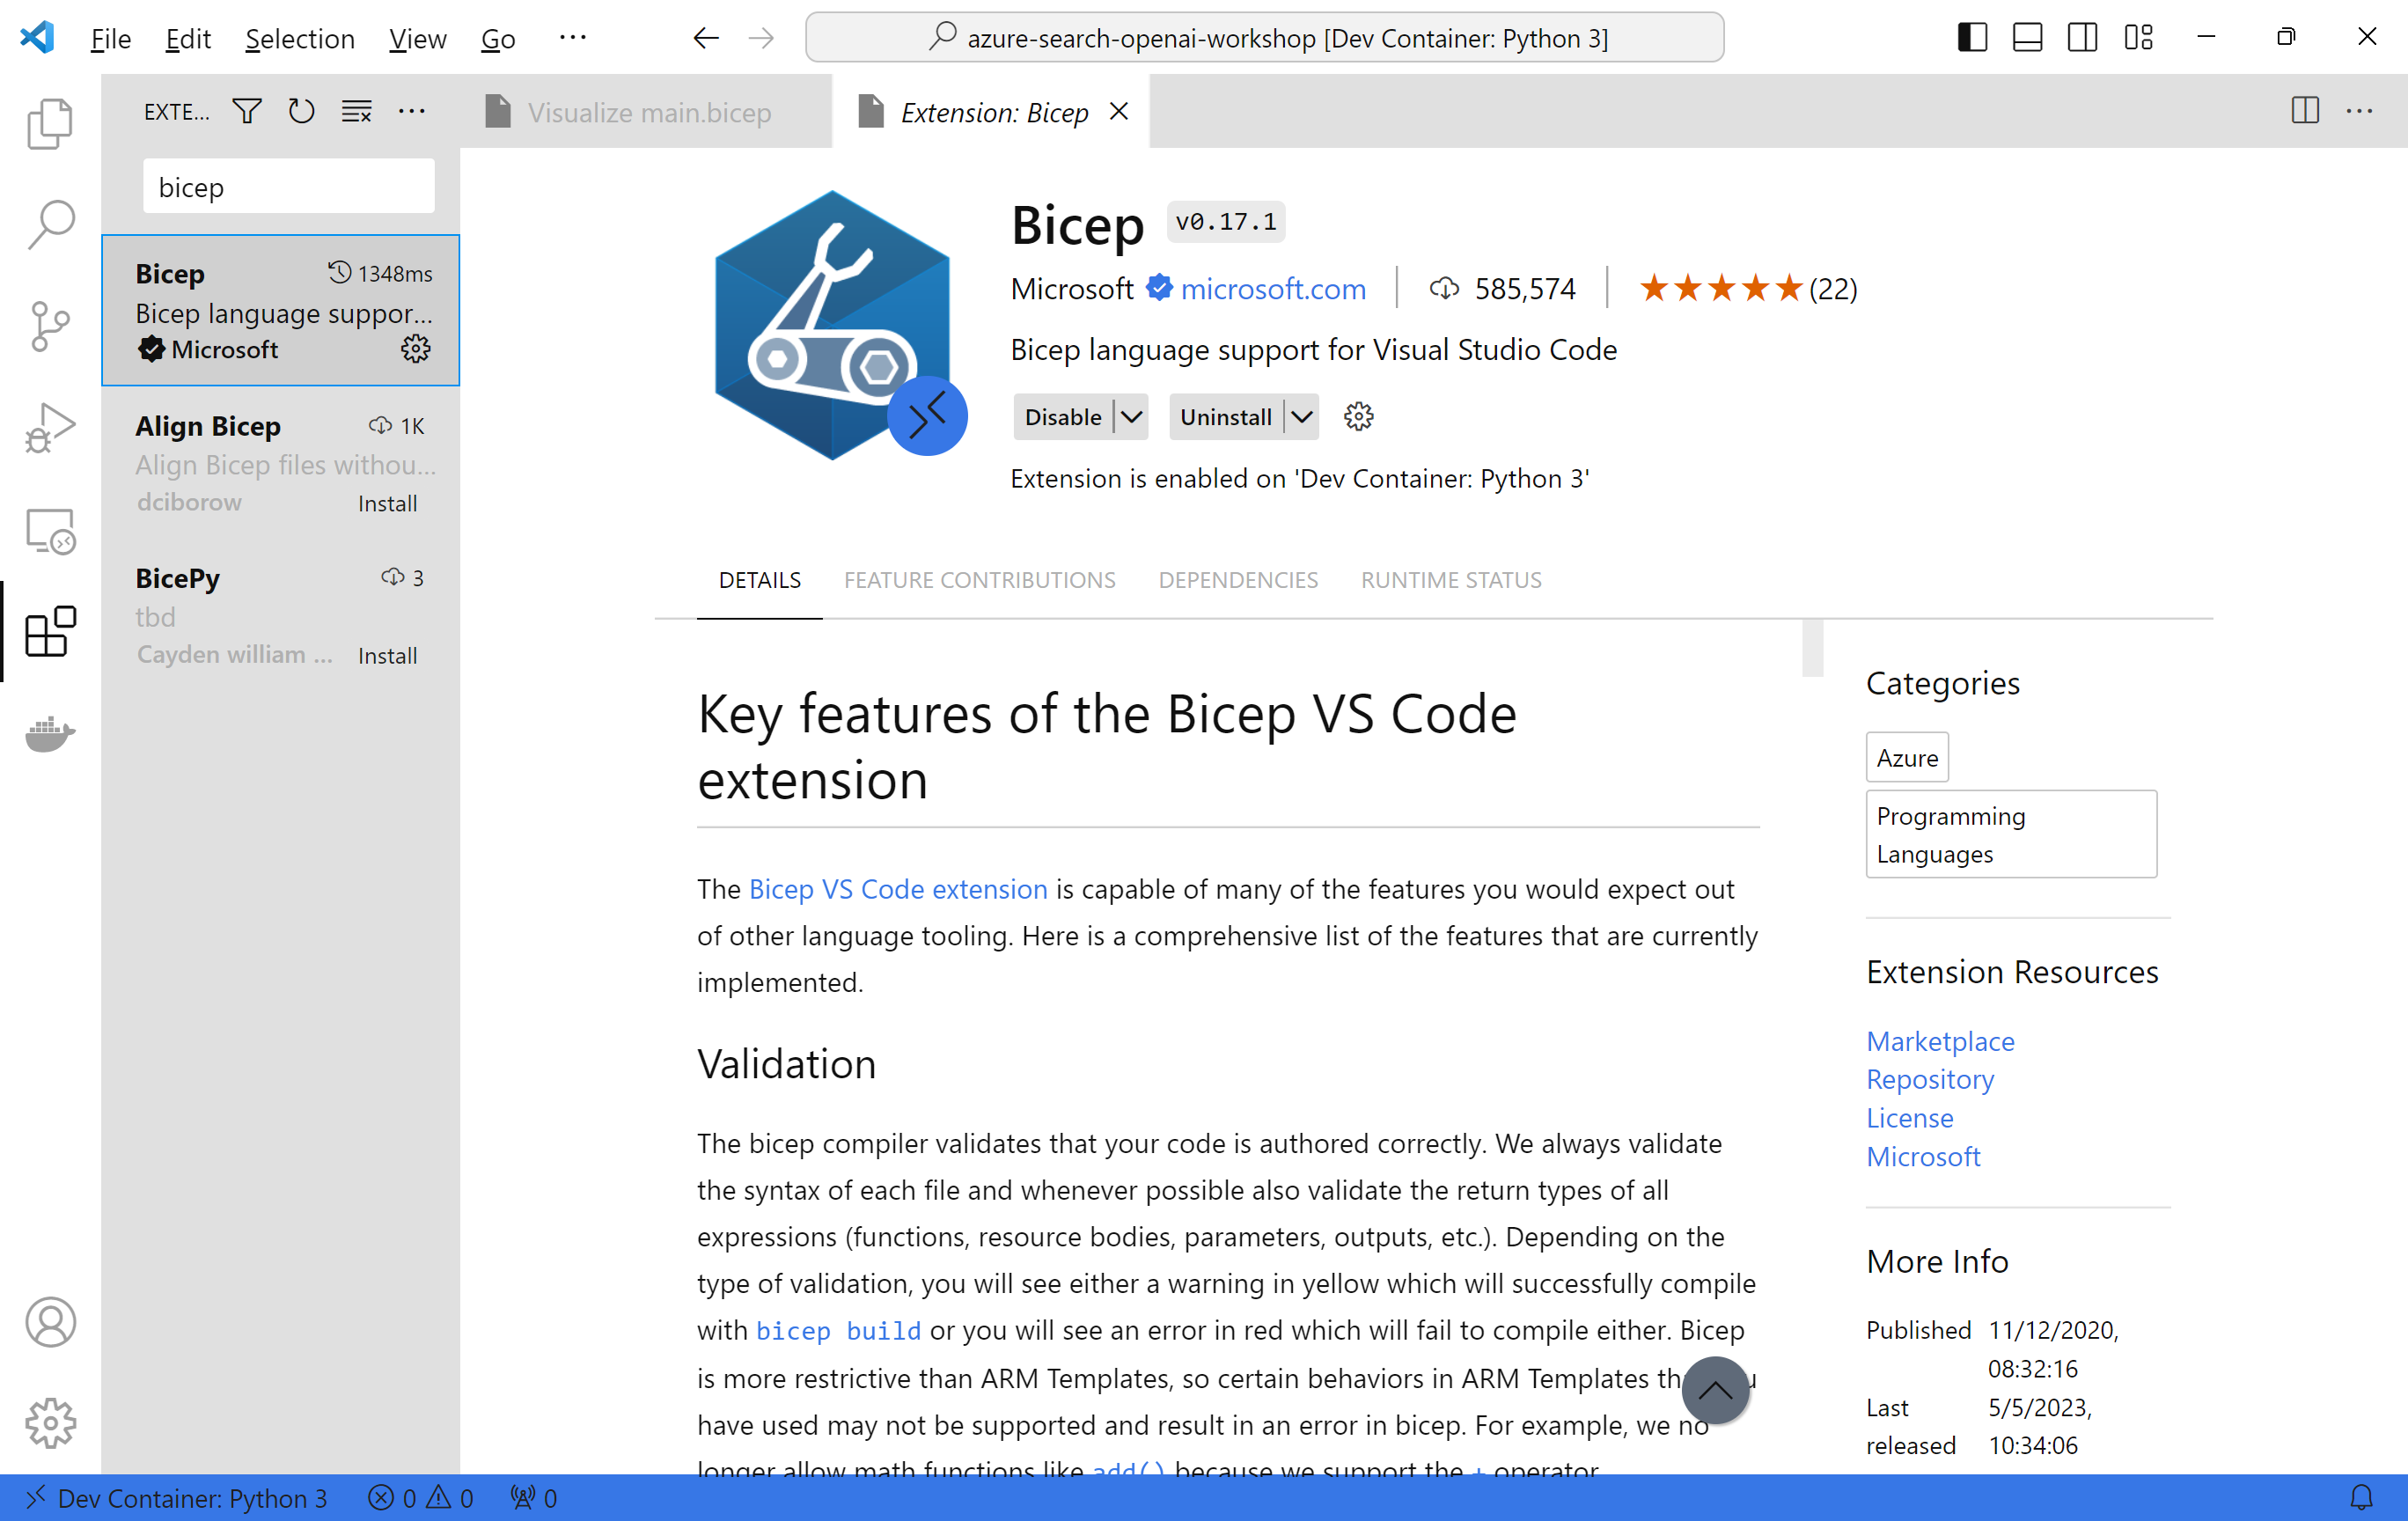 File Edit Selection View Go ···
azure-search-openai-workshop [Dev Container: Python 3]
EXTE...
Visualize main.bicep
Extension: Bicep
bicep
Bicep 1348ms
Bicep language suppor...
Microsoft
Align Bicep 1K
Align Bicep files withou...
dciborow Install
BicePy 3
tbd
Cayden william ... Install
Bicep v0.17.1
Microsoft microsoft.com 585,574 (22)
Bicep language support for Visual Studio Code
Disable Uninstall
Extension is enabled on 'Dev Container: Python 3'
DETAILS FEATURE CONTRIBUTIONS DEPENDENCIES RUNTIME STATUS
Key features of the Bicep VS Code
extension
The Bicep VS Code extension is capable of many of the features you would expect out
of other language tooling. Here is a comprehensive list of the features that are currently
implemented.
Validation
The bicep compiler validates that your code is authored correctly. We always validate
the syntax of each file and whenever possible also validate the return types of all
expressions (functions, resource bodies, parameters, outputs, etc.). Depending on the
type of validation, you will see either a warning in yellow which will successfully compile
with bicep build or you will see an error in red which will fail to compile either. Bicep
is more restrictive than ARM Templates, so certain behaviors in ARM Templates
have used may not be supported and result in an error in bicep. For example, we no
longer allow math functions like add() because we support the + operator.
Categories
Azure
Programming
Languages
Extension Resources
Marketplace
Repository
License
Microsoft
More Info
Published 11/12/2020,
08:32:16
Last 5/5/2023,
released 10:34:06
Dev Container: Python 3 0 0 0